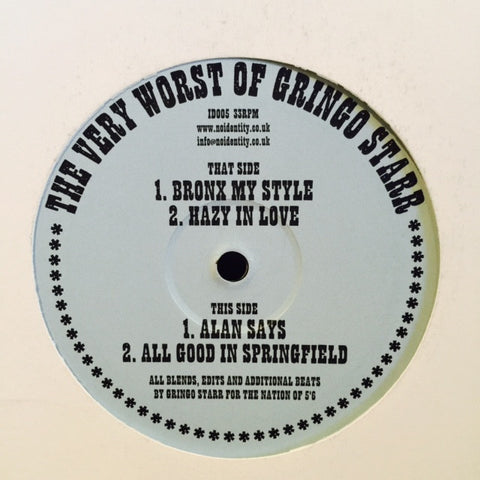 THE VERY WORST OF GRINGO STARR
ID005 33RPM
www.noidentity.co.uk
info@noidentity.co.uk
THAT SIDE
1. BRONX MY STYLE
2. HAZY IN LOVE
THIS SIDE
1. ALAN SAYS
2. ALL GOOD IN SPRINGFIELD
ALL BLENDS, EDITS AND ADDITIONAL BEATS
BY GRINGO STARR FOR THE NATION OF 5'6